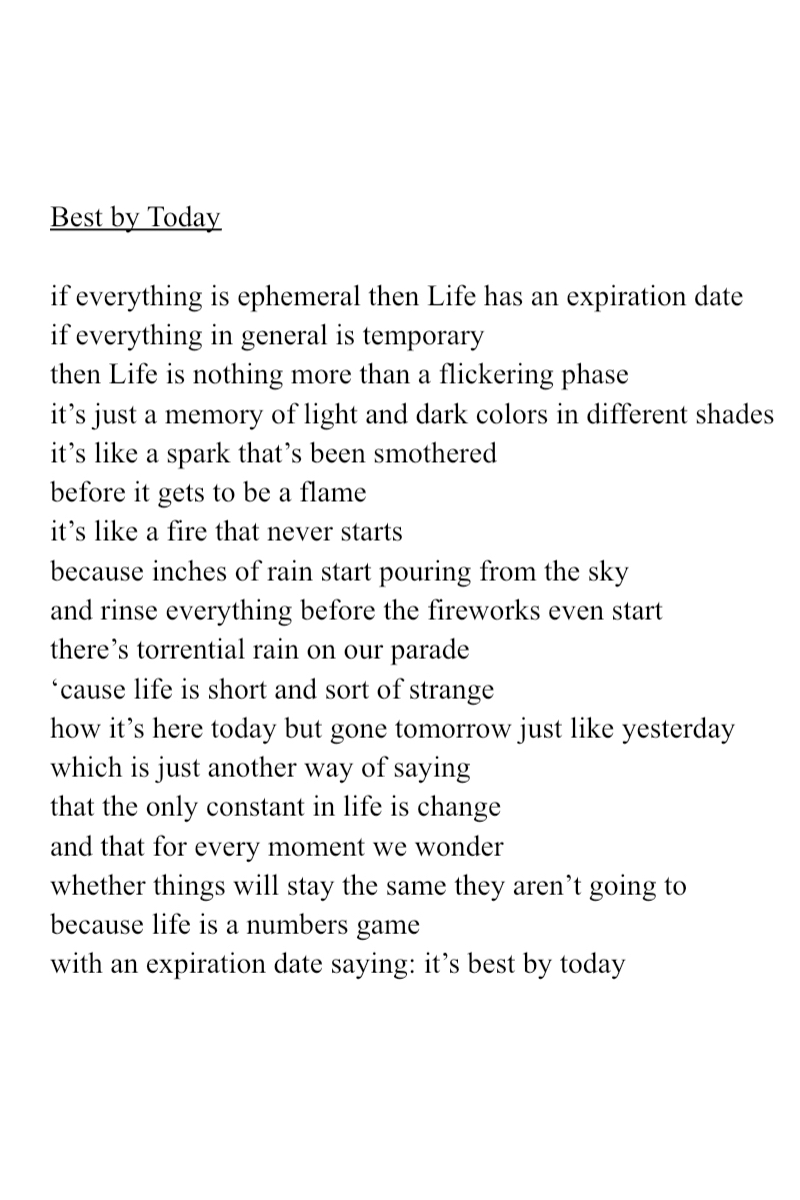 Best by Today
if everything is ephemeral then Life has an expiration date
if everything in general is temporary
then Life is nothing more than a flickering phase
it’s just a memory of light and dark colors in different shades
it’s like a spark that’s been smothered
before it gets to be a flame
it’s like a fire that never starts
because inches of rain start pouring from the sky
and rinse everything before the fireworks even start
there’s torrential rain on our parade
‘cause life is short and sort of strange
how it’s here today but gone tomorrow just like yesterday
which is just another way of saying
that the only constant in life is change
and that for every moment we wonder
whether things will stay the same they aren’t going to
because life is a numbers game
with an expiration date saying: it’s best by today